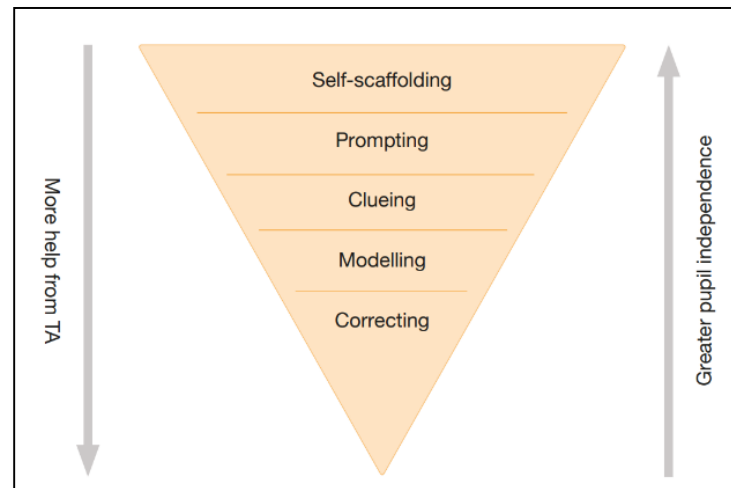 Self-scaffolding
Prompting
Clueing
Modelling
Correcting
More help from TA
Greater pupil independence